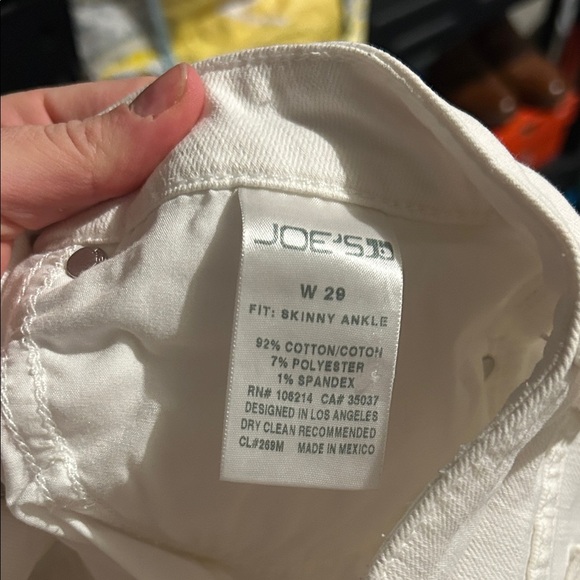 JOE'S
W 29
FIT: SKINNY ANKLE
92% COTTON/COTON
7% POLYESTER
1% SPANDEX
RN# 106214 CA# 35037
DESIGNED IN LOS ANGELES
DRY CLEAN RECOMMENDED
CL#269M MADE IN MEXICO